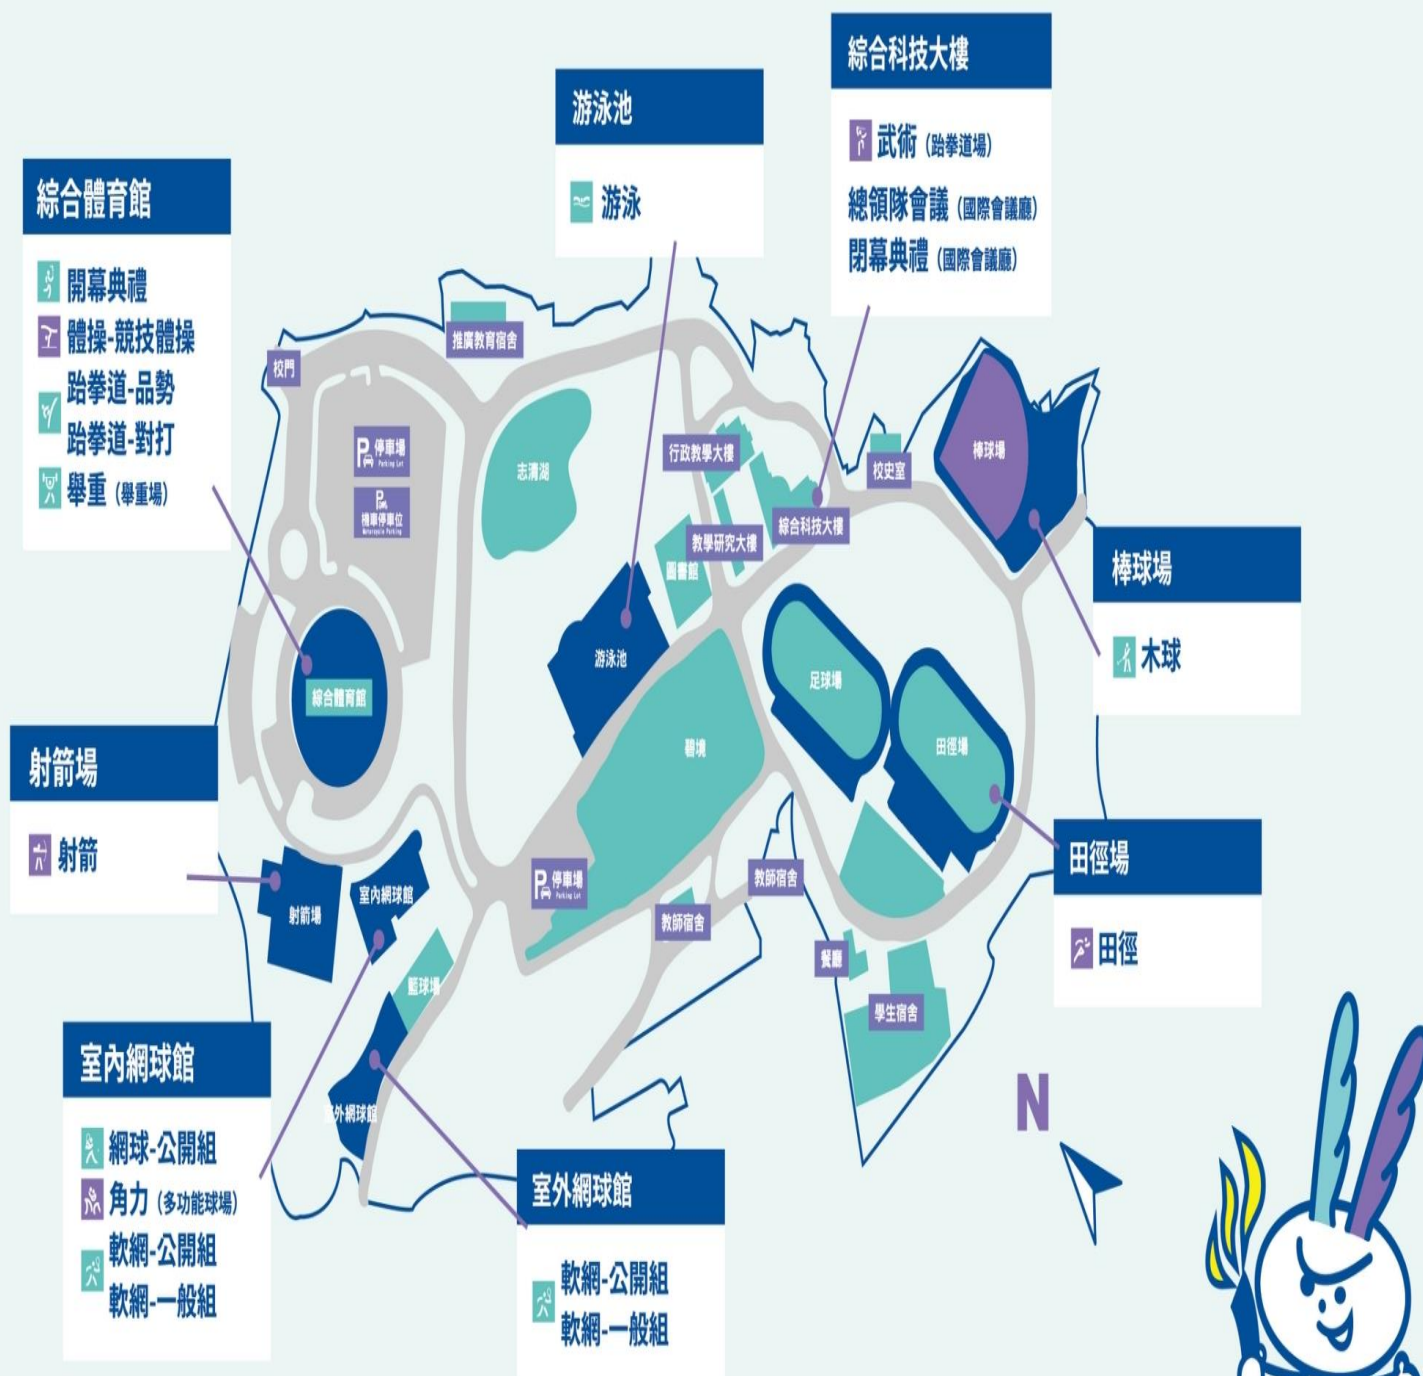 綜合科技大樓
武術（跆拳道場）
總領隊會議（國際會議廳）
閉幕典禮（國際會議廳）
游泳池
游泳
綜合體育館
開幕典禮
體操-競技體操
跆拳道-品勢
跆拳道-對打
舉重（舉重場）
校門
推廣教育宿舍
P 停車場
Parking Lot
機車停車位
Motorcycle Parking
志清湖
行政教學大樓
教學研究大樓
綜合科技大樓
圖書館
校史室
棒球場
棒球場
木球
游泳池
綜合體育館
碧境
足球場
田徑場
射箭場
射箭
田徑場
田徑
射箭場
室內網球館
籃球場
P 停車場
Parking Lot
教師宿舍
教師宿舍
餐廳
學生宿舍
室內網球館
網球-公開組
角力（多功能球場）
軟網-公開組
軟網-一般組
外網球館
室外網球館
軟網-公開組
軟網-一般組
N